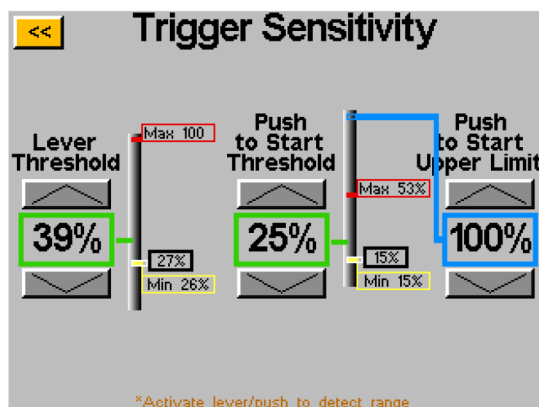 <<
Trigger Sensitivity
Lever
Threshold
39%
Max 100
27%
Min 26%
Push
to Start
Threshold
25%
Max 53%
15%
Min 15%
Push
to Start
Upper Limit
100%
*Activate lever/push to detect range